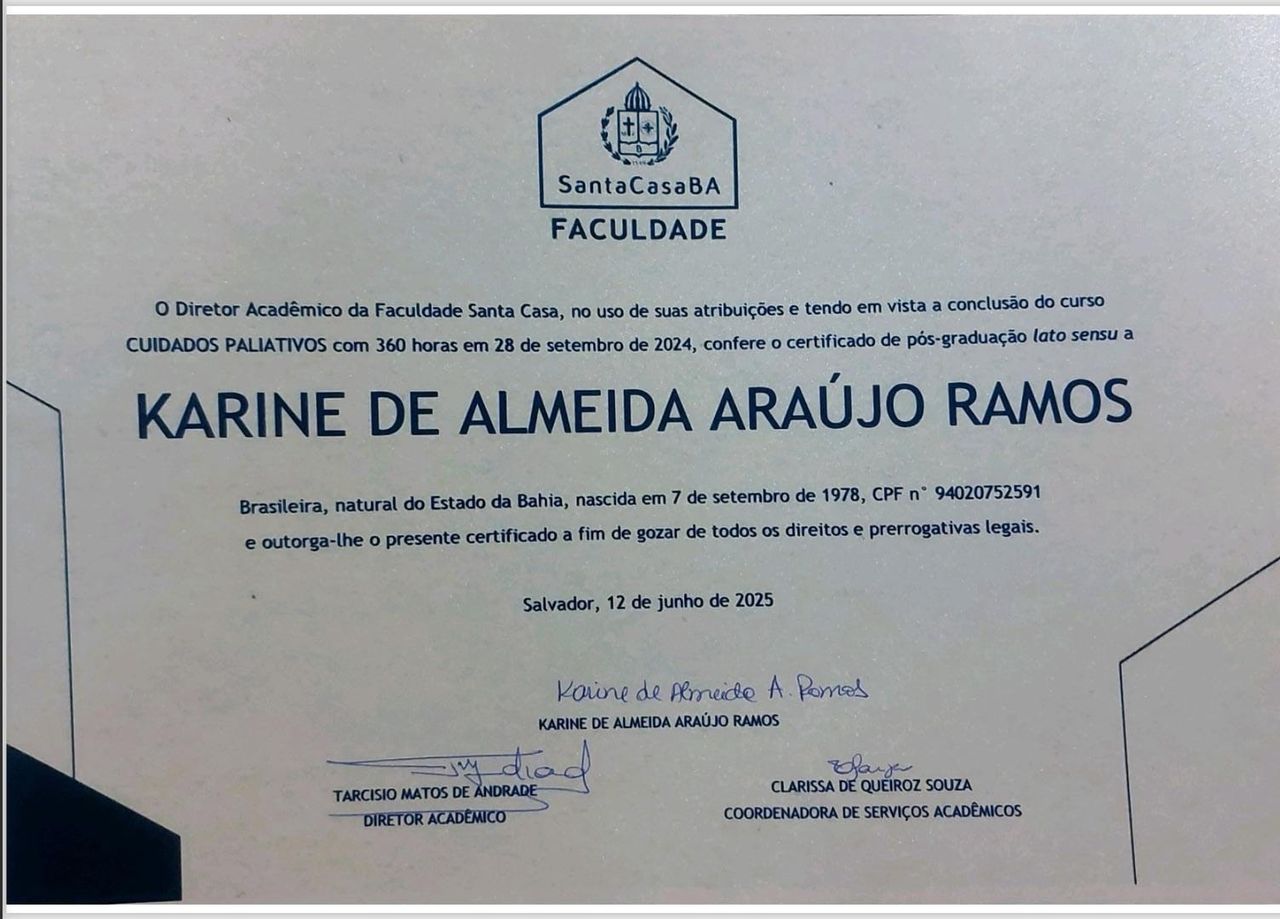 SantaCasaBA
FACULDADE
O Diretor Acadêmico da Faculdade Santa Casa, no uso de suas atribuições e tendo em vista a conclusão do curso
CUIDADOS PALIATIVOS com 360 horas em 28 de setembro de 2024, confere o certificado de pós-graduação lato sensu a
KARINE DE ALMEIDA ARAÚJO RAMOS
Brasileira, natural do Estado da Bahia, nascida em 7 de setembro de 1978, CPF n° 94020752591
e outorga-lhe o presente certificado a fim de gozar de todos os direitos e prerrogativas legais.
Salvador, 12 de junho de 2025
Karine de Almeida A. Ramos
KARINE DE ALMEIDA ARAÚJO RAMOS
TARCISIO MATOS DE ANDRADE
DIRETOR ACADÊMICO
CLARISSA DE QUEIROZ SOUZA
COORDENADORA DE SERVIÇOS ACADÊMICOS